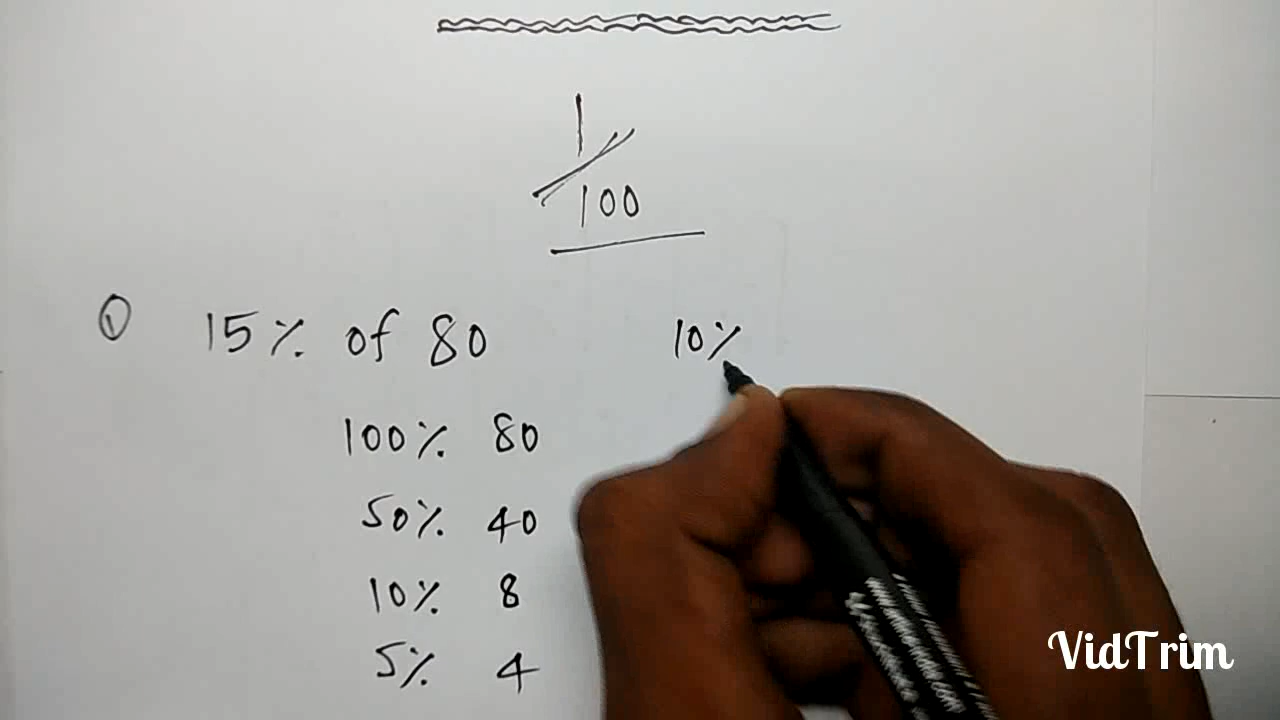 1/100
① 15% of 80 10%
100% 80
50% 40
10% 8
5% 4
VidTrim